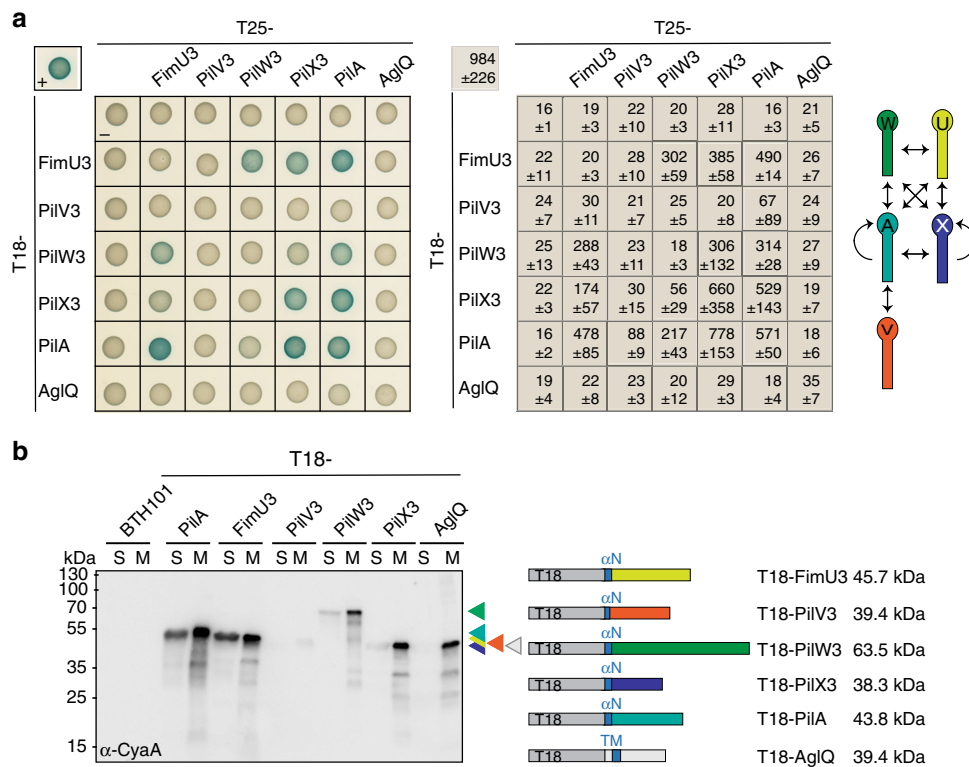 a
T25-
FimU3 PilV3 PilW3 PilX3 PilA AglQ
+
–
T18-
FimU3
PilV3
PilW3
PilX3
PilA
AglQ
T25-
984
±226
FimU3 PilV3 PilW3 PilX3 PilA AglQ
16 19 22 20 28 16 21
±1 ±3 ±10 ±3 ±11 ±3 ±5
T18-
FimU3 22 20 28 302 385 490 26
±11 ±3 ±10 ±59 ±58 ±14 ±7
PilV3 24 30 21 25 20 67 24
±7 ±11 ±7 ±5 ±8 ±89 ±9
PilW3 25 288 23 18 306 314 27
±13 ±43 ±11 ±3 ±132 ±28 ±9
PilX3 22 174 30 56 660 529 19
±3 ±57 ±15 ±29 ±358 ±143 ±7
PilA 16 478 88 217 778 571 18
±2 ±85 ±9 ±43 ±153 ±50 ±6
AglQ 19 22 23 20 29 18 35
±4 ±8 ±3 ±12 ±3 ±4 ±7
W U
A X
V
b
T18-
BTH101 PilA FimU3 PilV3 PilW3 PilX3 AglQ
kDa S M S M S M S M S M S M S M
130
100
70
55
35
25
15
α-CyaA
αN
T18 T18-FimU3 45.7 kDa
αN
T18 T18-PilV3 39.4 kDa
αN
T18 T18-PilW3 63.5 kDa
αN
T18 T18-PilX3 38.3 kDa
αN
T18 T18-PilA 43.8 kDa
TM
T18 T18-AglQ 39.4 kDa